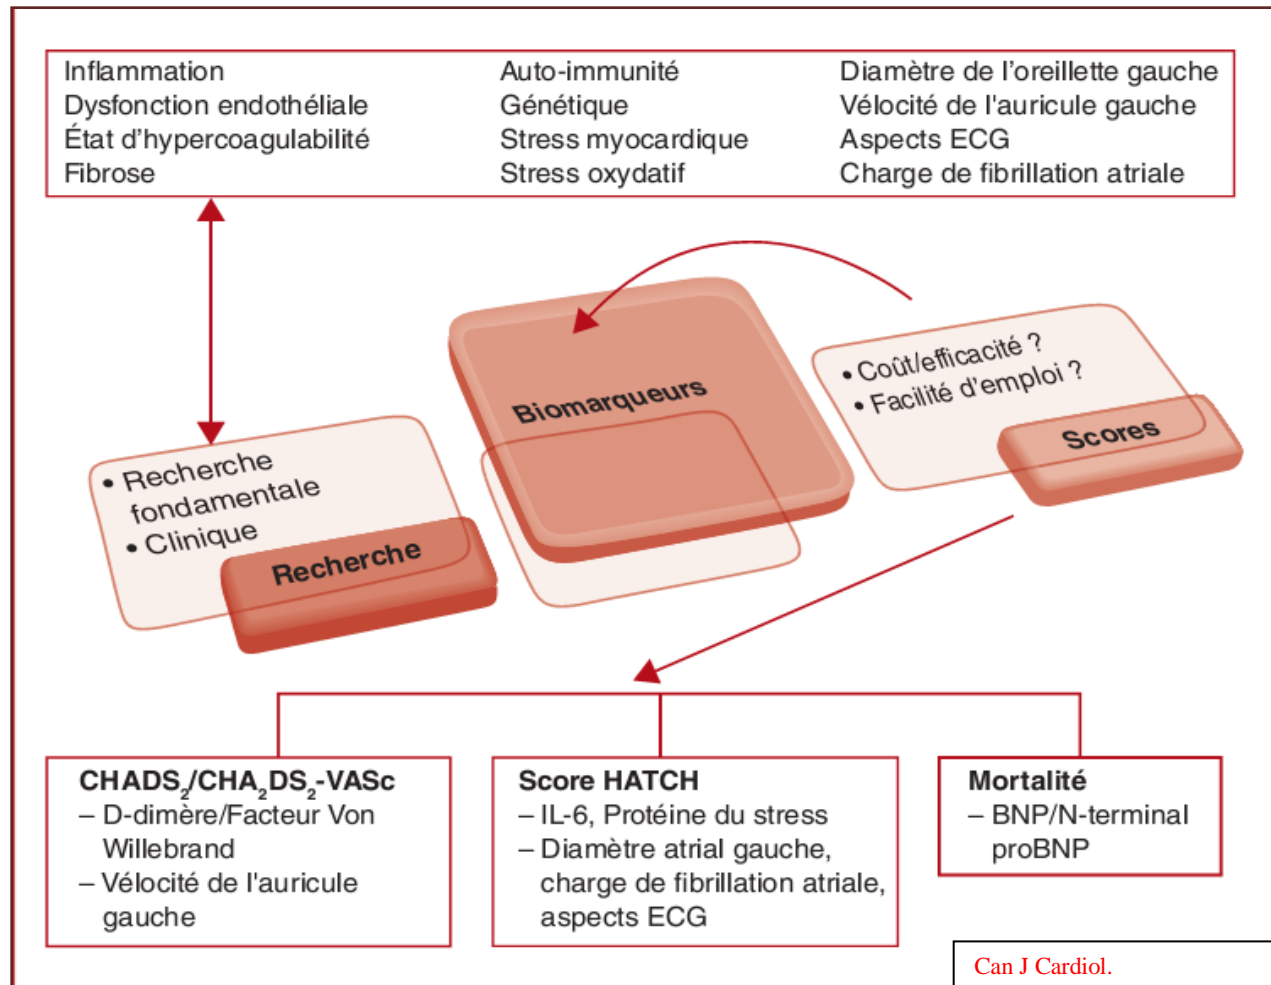 Inflammation
Dysfonction endothéliale
État d’hypercoagulabilité
Fibrose
Auto-immunité
Génétique
Stress myocardique
Stress oxydatif
Diamètre de l’oreillette gauche
Vélocité de l'auricule gauche
Aspects ECG
Charge de fibrillation atriale
• Recherche
fondamentale
• Clinique
Recherche
Biomarqueurs
• Coût/efficacité ?
• Facilité d'emploi ?
Scores
CHADS₂/CHA₂DS₂-VASc
– D-dimère/Facteur Von
Willebrand
– Vélocité de l'auricule
gauche
Score HATCH
– IL-6, Protéine du stress
– Diamètre atrial gauche,
charge de fibrillation atriale,
aspects ECG
Mortalité
– BNP/N-terminal
proBNP
Can J Cardiol.